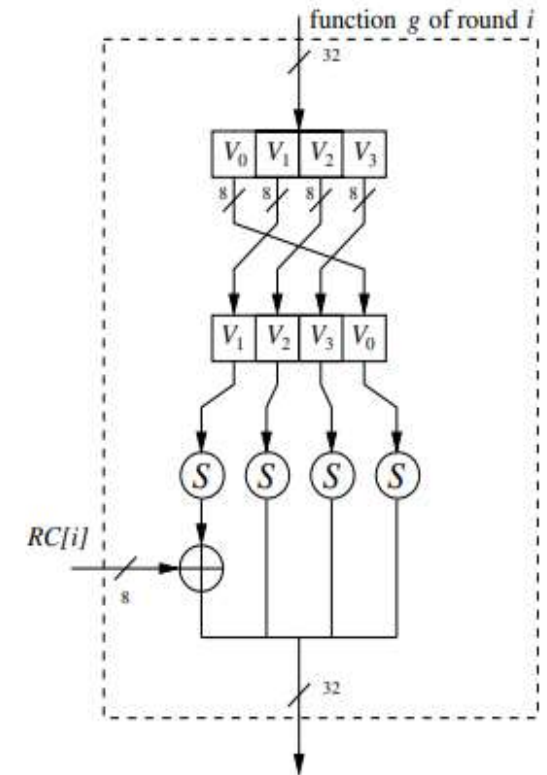 function g of round i
32
V0 V1 V2 V3
8 8 8 8
V1 V2 V3 V0
S S S S
RC[i]
8
32